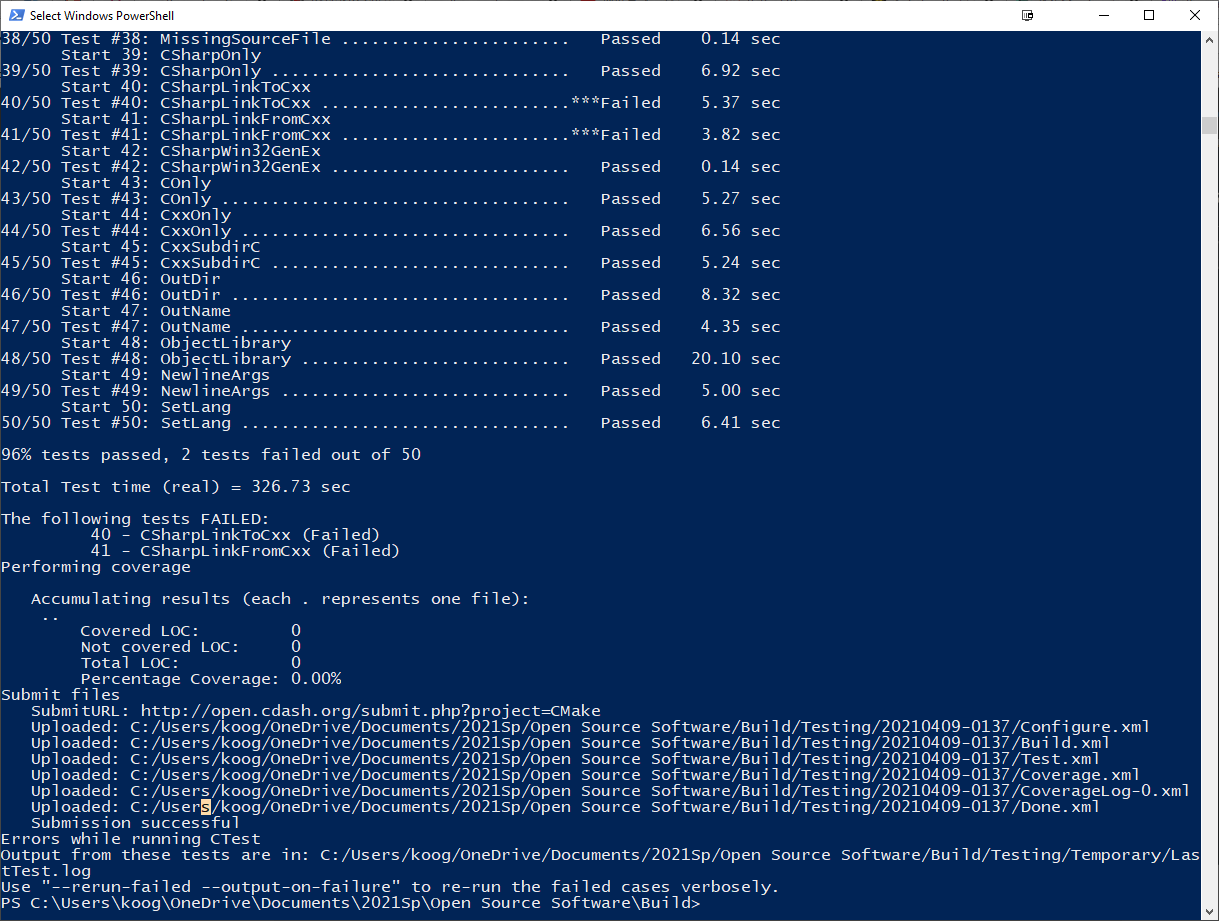 Select Windows PowerShell
38/50 Test #38: MissingSourceFile .......................   Passed    0.14 sec
      Start 39: CSharpOnly
39/50 Test #39: CSharpOnly ..............................   Passed    6.92 sec
      Start 40: CSharpLinkToCxx
40/50 Test #40: CSharpLinkToCxx .........................***Failed    5.37 sec
      Start 41: CSharpLinkFromCxx
41/50 Test #41: CSharpLinkFromCxx .......................***Failed    3.82 sec
      Start 42: CSharpWin32GenEx
42/50 Test #42: CSharpWin32GenEx ........................   Passed    0.14 sec
      Start 43: COnly
43/50 Test #43: COnly ...................................   Passed    5.27 sec
      Start 44: CxxOnly
44/50 Test #44: CxxOnly .................................   Passed    6.56 sec
      Start 45: CxxSubdirC
45/50 Test #45: CxxSubdirC ..............................   Passed    5.24 sec
      Start 46: OutDir
46/50 Test #46: OutDir ..................................   Passed    8.32 sec
      Start 47: OutName
47/50 Test #47: OutName .................................   Passed    4.35 sec
      Start 48: ObjectLibrary
48/50 Test #48: ObjectLibrary ...........................   Passed   20.10 sec
      Start 49: NewlineArgs
49/50 Test #49: NewlineArgs .............................   Passed    5.00 sec
      Start 50: SetLang
50/50 Test #50: SetLang .................................   Passed    6.41 sec

96% tests passed, 2 tests failed out of 50

Total Test time (real) = 326.73 sec

The following tests FAILED:
         40 - CSharpLinkToCxx (Failed)
         41 - CSharpLinkFromCxx (Failed)
Performing coverage

   Accumulating results (each . represents one file):
    ..
        Covered LOC:         0
        Not covered LOC:     0
        Total LOC:           0
        Percentage Coverage: 0.00%
Submit files
   SubmitURL: http://open.cdash.org/submit.php?project=CMake
   Uploaded: C:/Users/koog/OneDrive/Documents/2021Sp/Open Source Software/Build/Testing/20210409-0137/Configure.xml
   Uploaded: C:/Users/koog/OneDrive/Documents/2021Sp/Open Source Software/Build/Testing/20210409-0137/Build.xml
   Uploaded: C:/Users/koog/OneDrive/Documents/2021Sp/Open Source Software/Build/Testing/20210409-0137/Test.xml
   Uploaded: C:/Users/koog/OneDrive/Documents/2021Sp/Open Source Software/Build/Testing/20210409-0137/Coverage.xml
   Uploaded: C:/Users/koog/OneDrive/Documents/2021Sp/Open Source Software/Build/Testing/20210409-0137/CoverageLog-0.xml
   Uploaded: C:/Users/koog/OneDrive/Documents/2021Sp/Open Source Software/Build/Testing/20210409-0137/Done.xml
   Submission successful
Errors while running CTest
Output from these tests are in: C:/Users/koog/OneDrive/Documents/2021Sp/Open Source Software/Build/Testing/Temporary/Las
tTest.log
Use "--rerun-failed --output-on-failure" to re-run the failed cases verbosely.
PS C:\Users\koog\OneDrive\Documents\2021Sp\Open Source Software\Build>